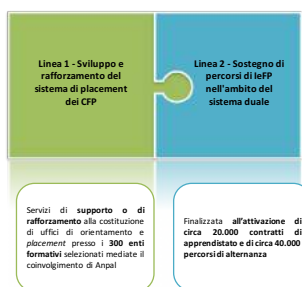 Linea 1 - Sviluppo e
rafforzamento del
sistema di placement
dei CFP
Linea 2 - Sostegno di
percorsi di IeFP
nell'ambito del
sistema duale
Servizi di supporto o di
rafforzamento alla costituzione
di uffici di orientamento e
placement presso i 300 enti
formativi selezionati mediante il
coinvolgimento di Anpal
Finalizzata all'attivazione di
circa 20.000 contratti di
apprendistato e di circa 40.000
percorsi di alternanza